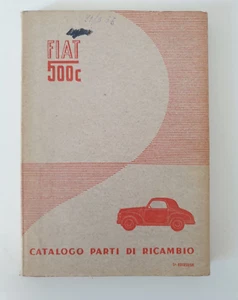 FIAT
500c
CATALOGO PARTI DI RICAMBIO